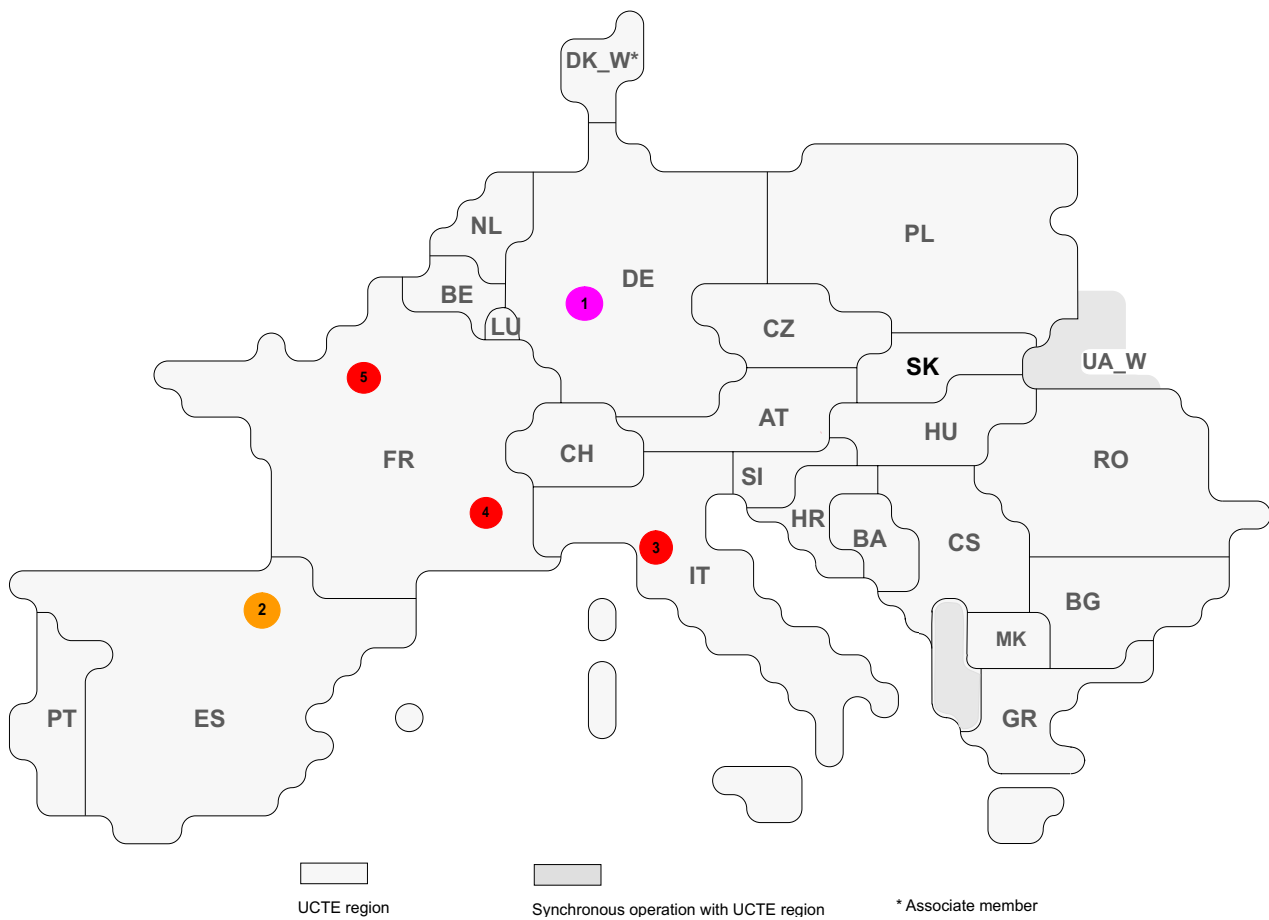 DK_W*
NL
PL
DE
BE
1
CZ
LU
SK
UA_W
5
AT
HU
FR
CH
RO
SI
4
HR
BA
CS
3
IT
BG
2
MK
PT
ES
GR
UCTE region
Synchronous operation with UCTE region
* Associate member